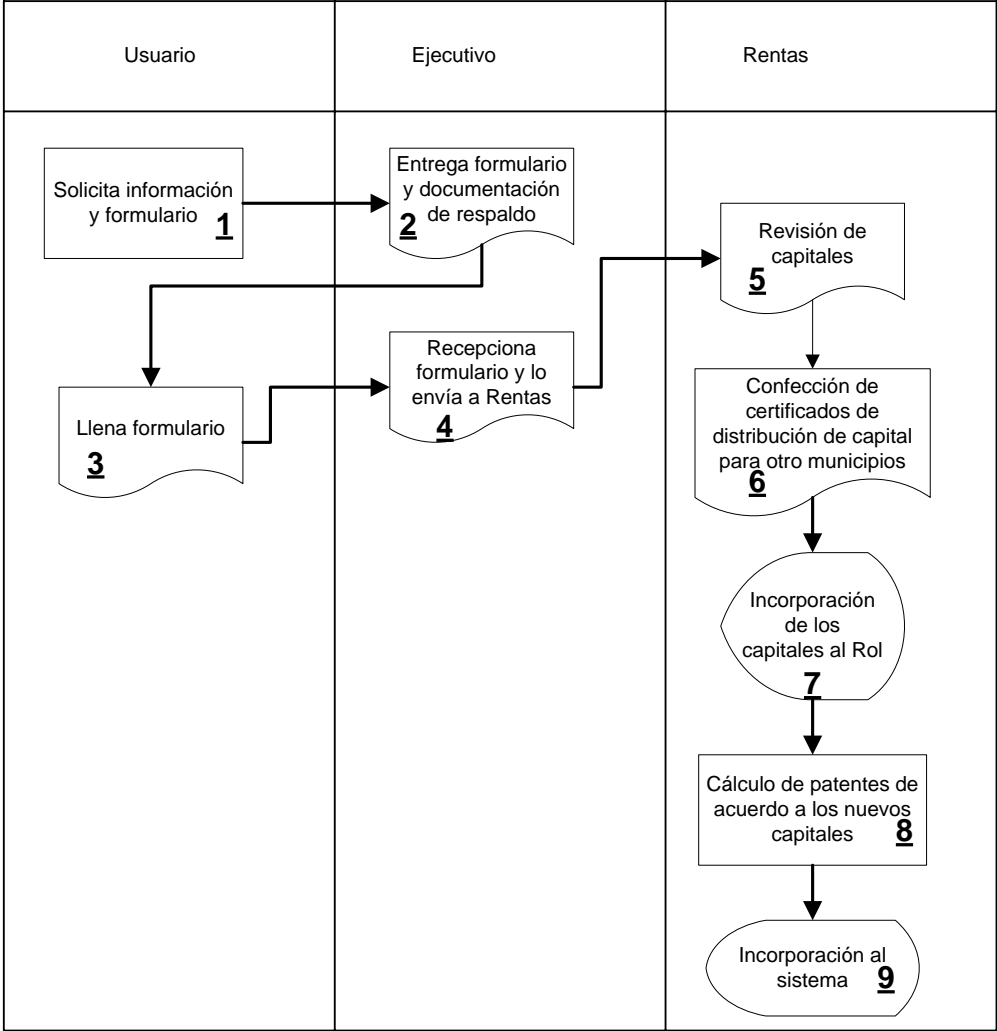 Usuario
Ejecutivo
Rentas
Solicita información
y formulario
1
Entrega formulario
y documentación
de respaldo
2
Llena formulario
3
Recepciona
formulario y lo
envía a Rentas
4
Revisión de
capitales
5
Confección de
certificados de
distribución de capital
para otro municipios
6
Incorporación
de los
capitales al Rol
7
Cálculo de patentes de
acuerdo a los nuevos
capitales
8
Incorporación al
sistema
9